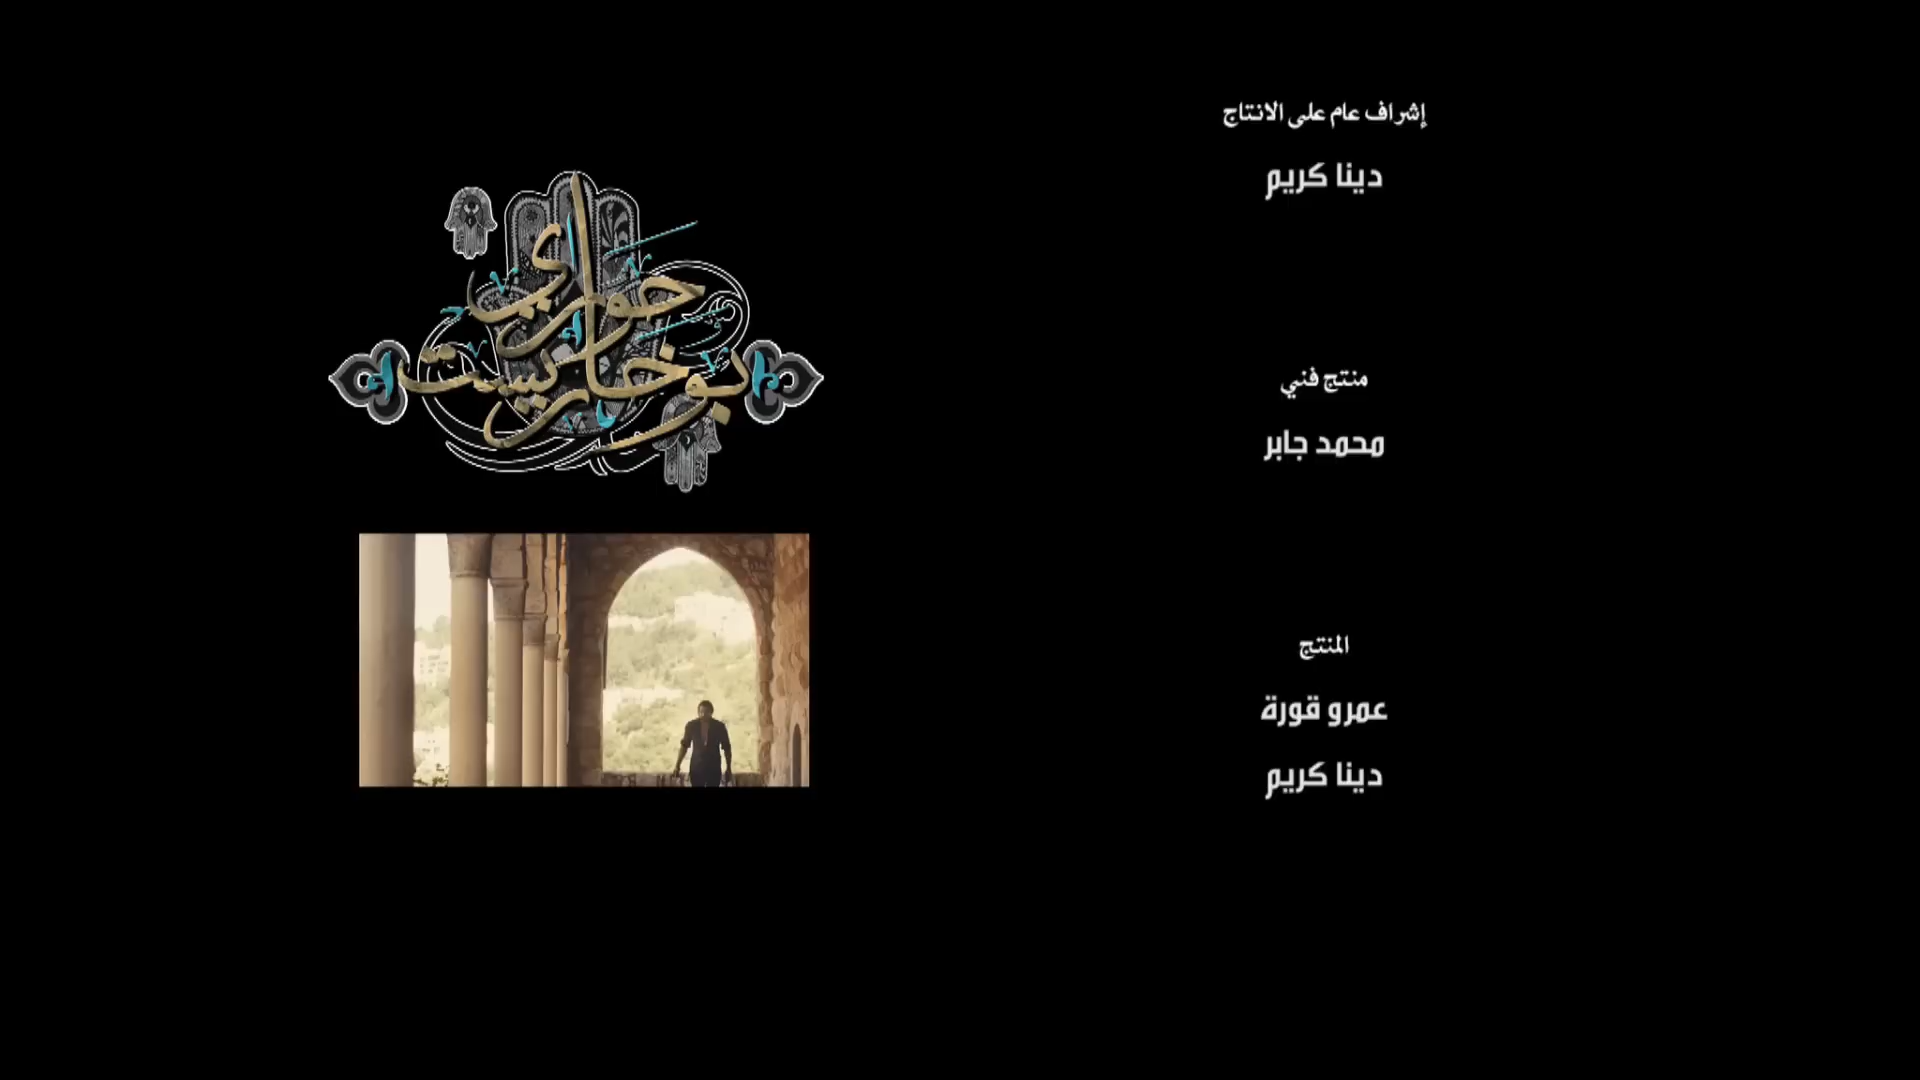 حواري
بوخارست
إشراف عام على الانتاج
دينا كريم
منتج فني
محمد جابر
المنتج
عمرو قورة
دينا كريم